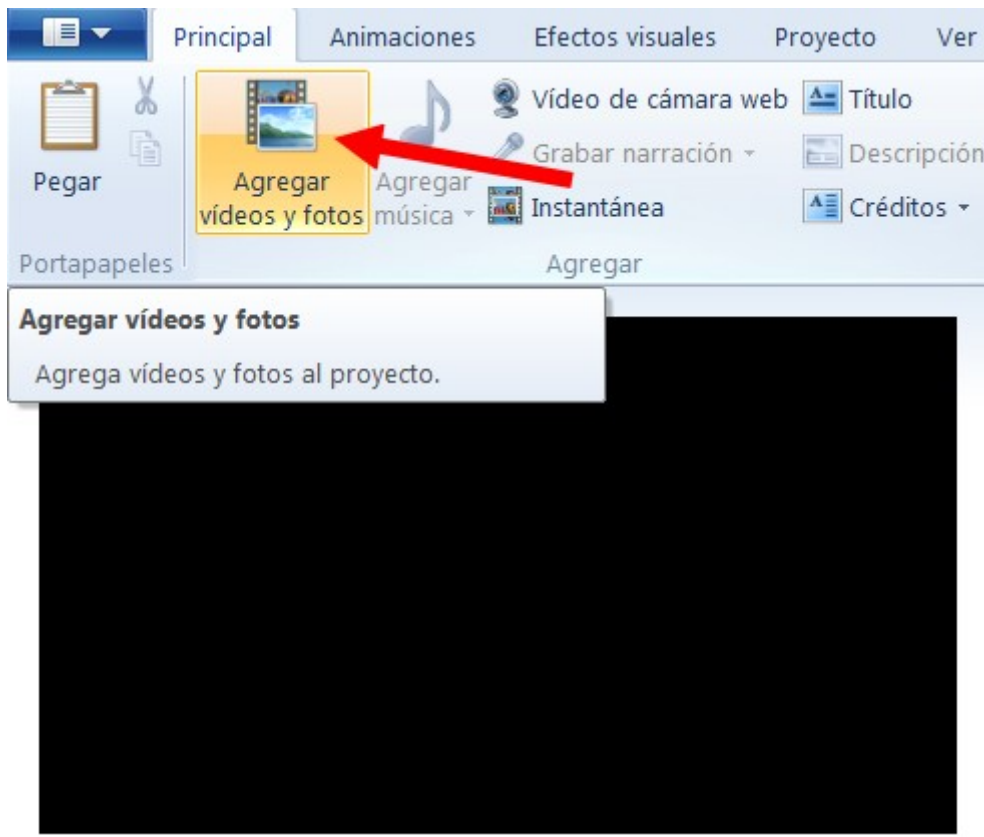 Principal Animaciones Efectos visuales Proyecto Ver
Pegar
Agregar
vídeos y fotos
Agregar
música
Vídeo de cámara web
Grabar narración
Instantánea
Título
Descripción
Créditos
Portapapeles
Agregar
Agregar vídeos y fotos
Agrega vídeos y fotos al proyecto.